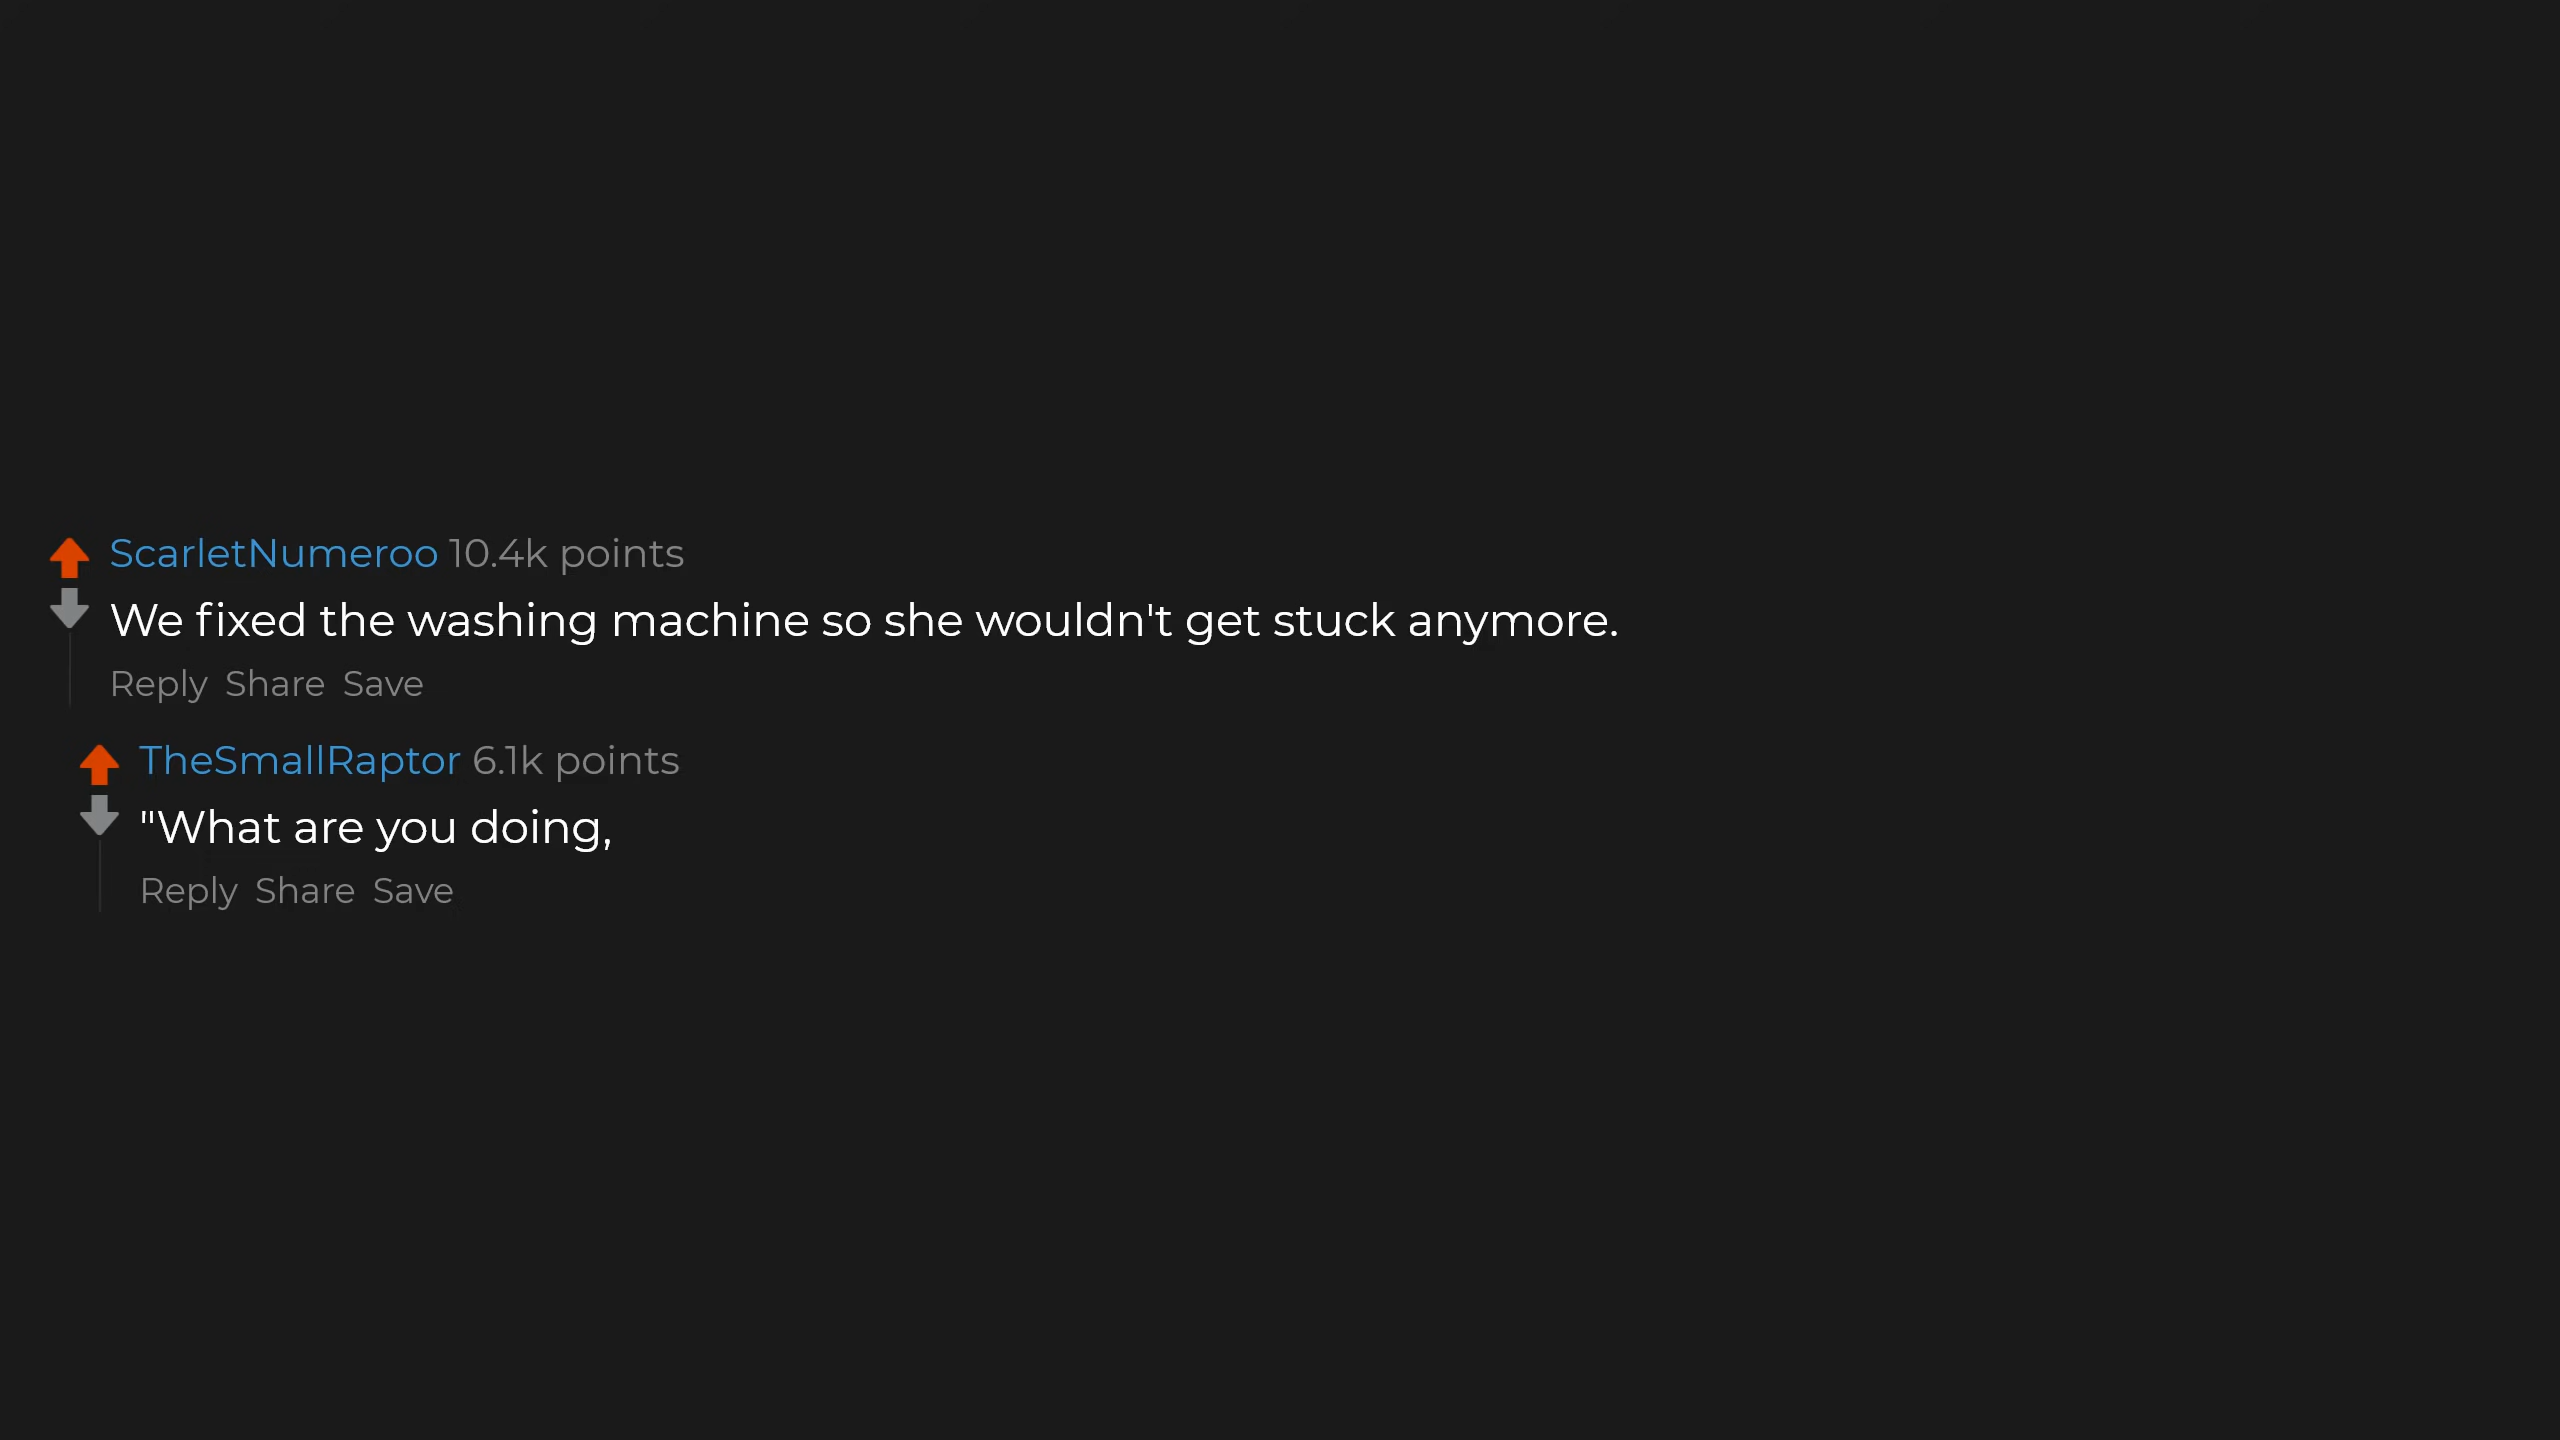 ScarletNumeroo 10.4k points
We fixed the washing machine so she wouldn't get stuck anymore.
Reply Share Save
TheSmallRaptor 6.1k points
"What are you doing,
Reply Share Save